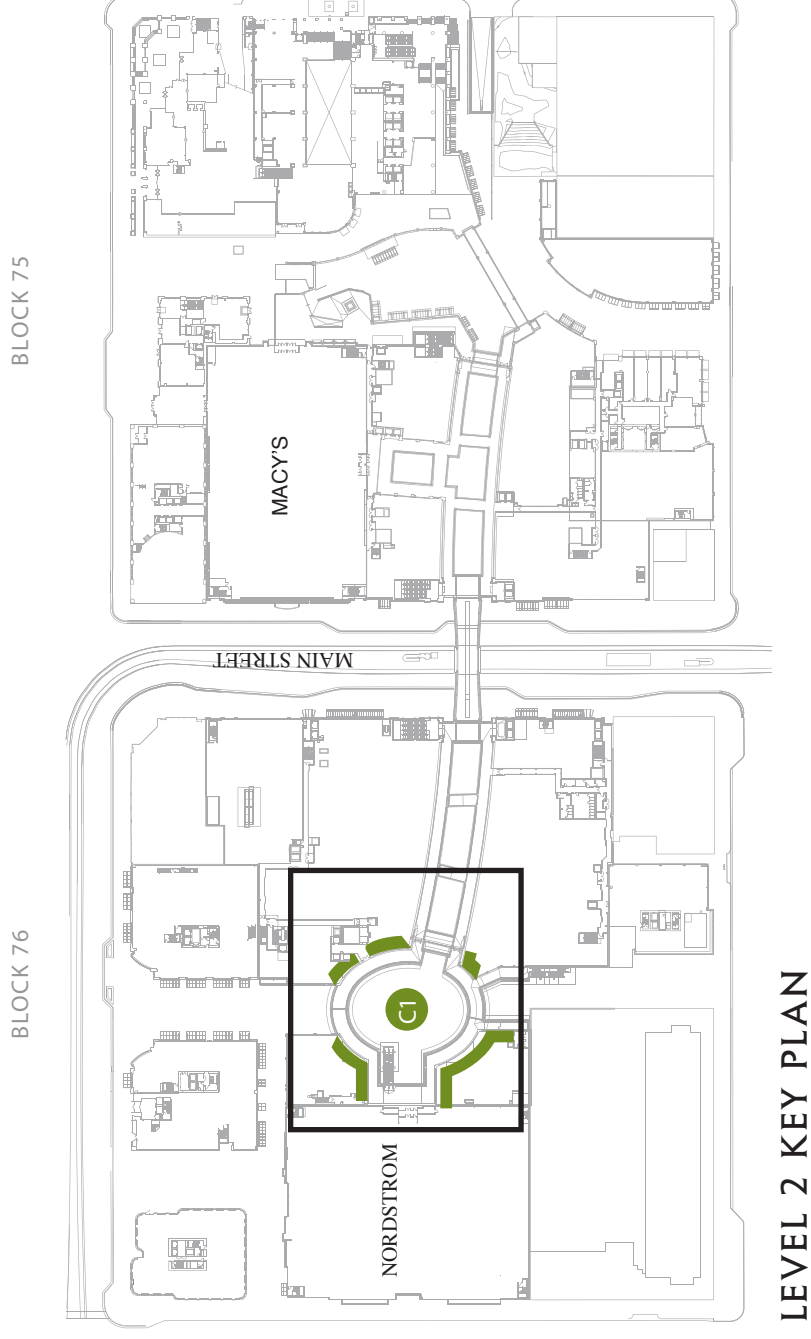 BLOCK 76
BLOCK 75
MACY'S
MAIN STREET
C1
NORDSTROM
LEVEL 2 KEY PLAN